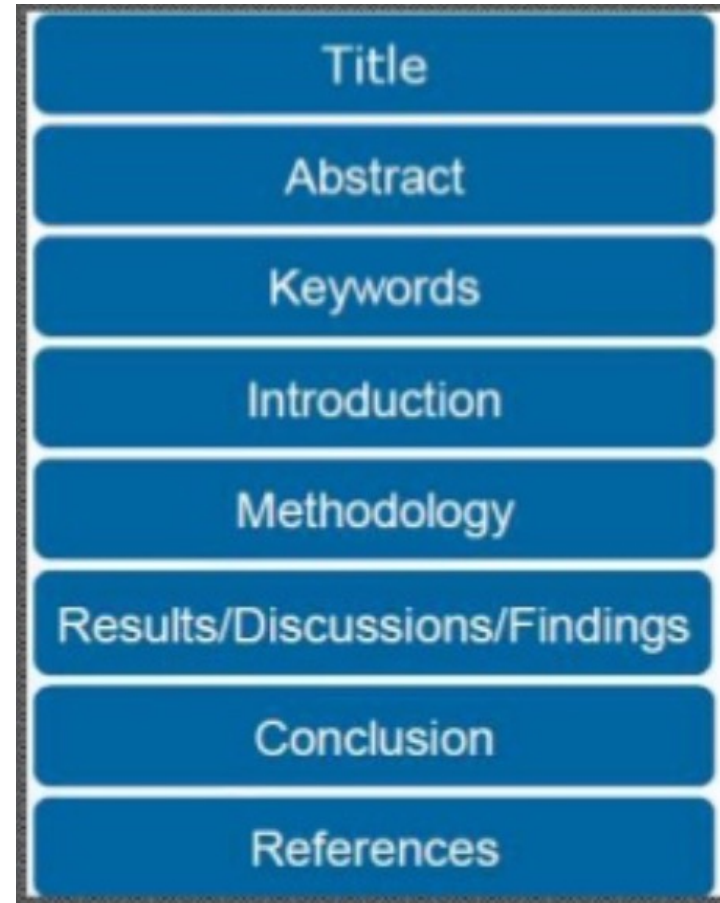 Title
Abstract
Keywords
Introduction
Methodology
Results/Discussions/Findings
Conclusion
References